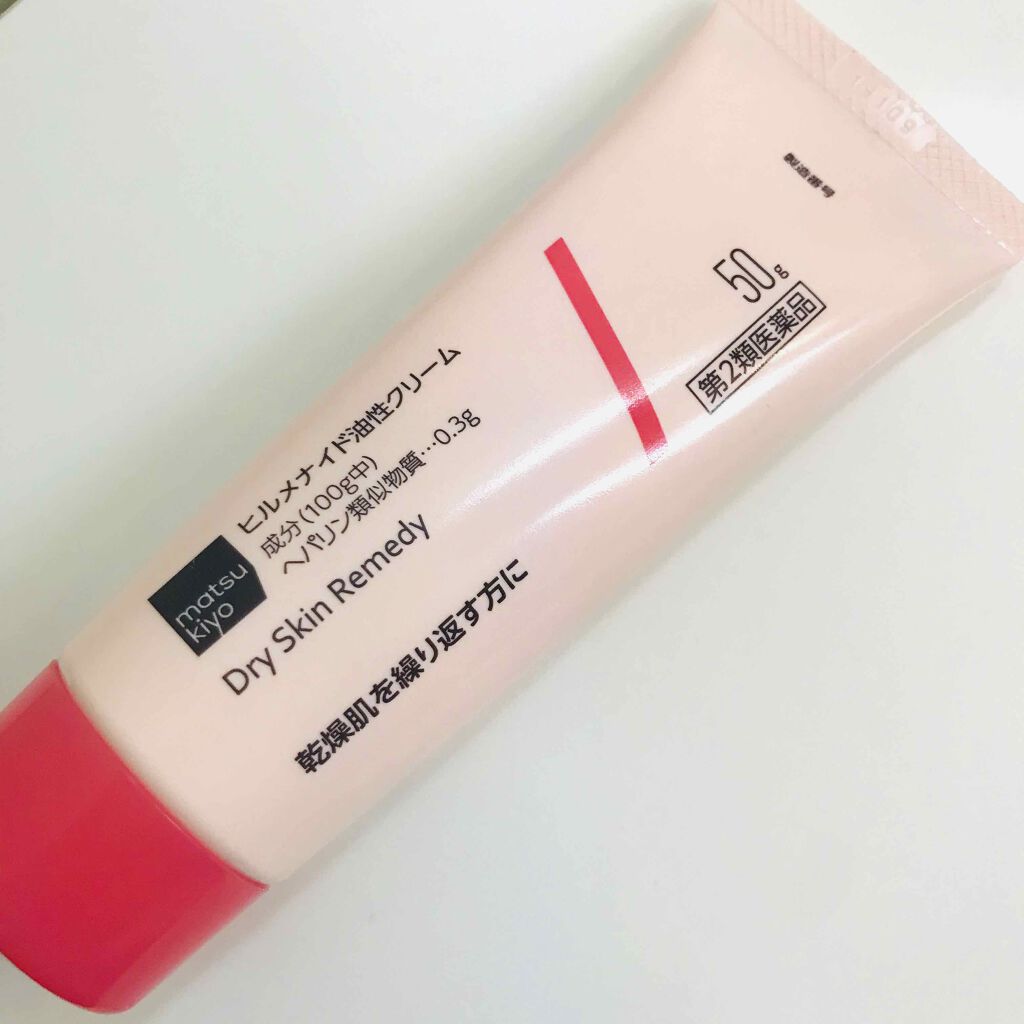 matsu
kiyo
ヒルメナイド油性クリーム
成分(100g中)
ヘパリン類似物質…0.3g
Dry Skin Remedy
乾燥肌を繰り返す方に
50g
第2類医薬品
製造番号